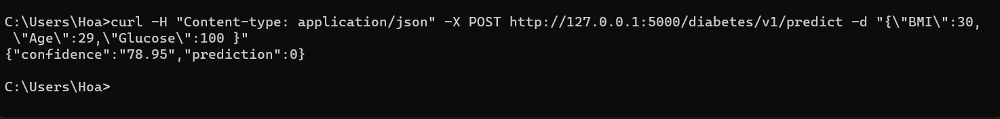 C:\Users\Hoa>curl -H "Content-type: application/json" -X POST http://127.0.0.1:5000/diabetes/v1/predict -d "{\"BMI\":30,
 \"Age\":29,\"Glucose\":100 }"
{"confidence":"78.95","prediction":0}
C:\Users\Hoa>